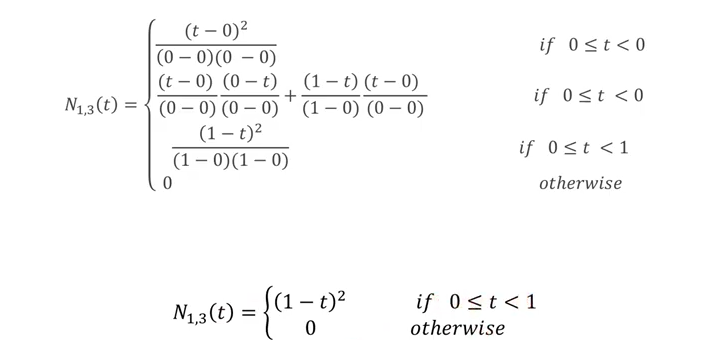 N₁,₃(t) = { (t − 0)² / (0 − 0)(0 − 0) if 0 ≤ t < 0
(t − 0) / (0 − 0) (0 − t) / (0 − 0) + (1 − t) / (1 − 0) (t − 0) / (0 − 0) if 0 ≤ t < 0
(1 − t)² / (1 − 0)(1 − 0) if 0 ≤ t < 1
0 otherwise
N₁,₃(t) = { (1 − t)² if 0 ≤ t < 1
0 otherwise